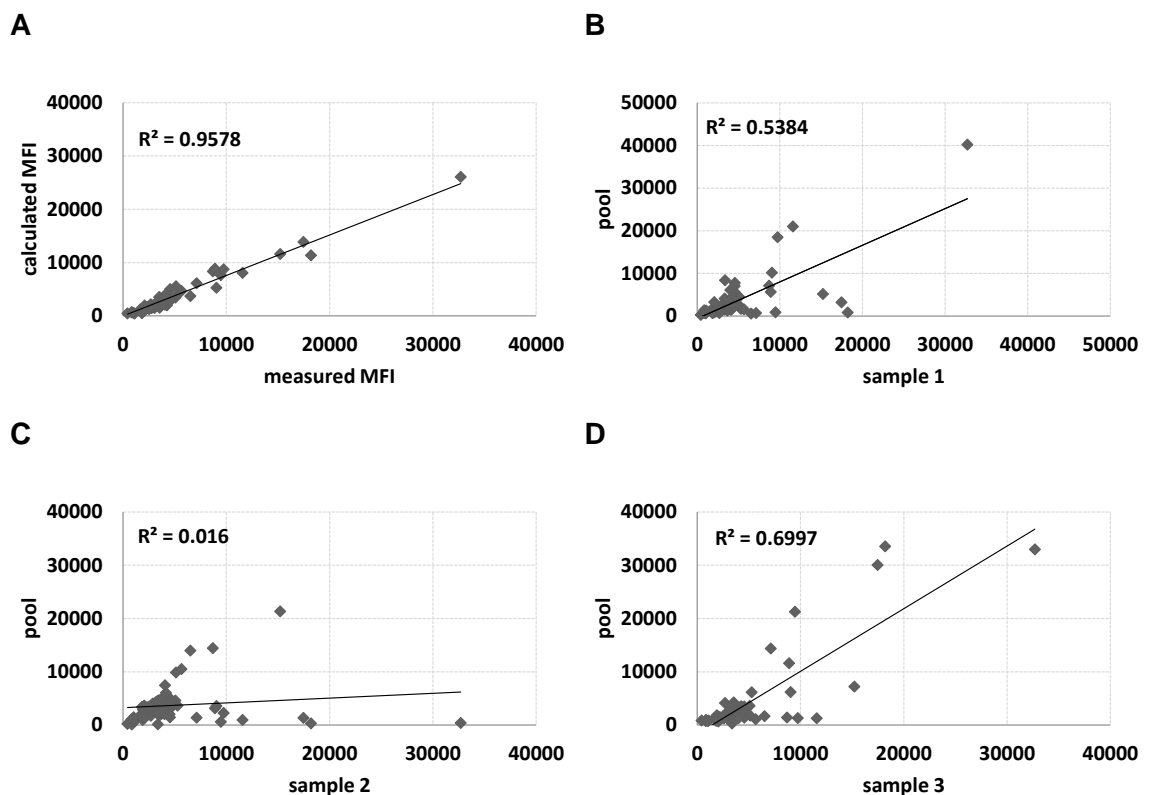 A
B
40000
30000
20000
10000
0
calculated MFI
R² = 0.9578
0 10000 20000 30000 40000
measured MFI
50000
40000
30000
20000
10000
0
pool
R² = 0.5384
0 10000 20000 30000 40000 50000
sample 1
C
D
40000
30000
20000
10000
0
pool
R² = 0.016
0 10000 20000 30000 40000
sample 2
40000
30000
20000
10000
0
pool
R² = 0.6997
0 10000 20000 30000 40000
sample 3